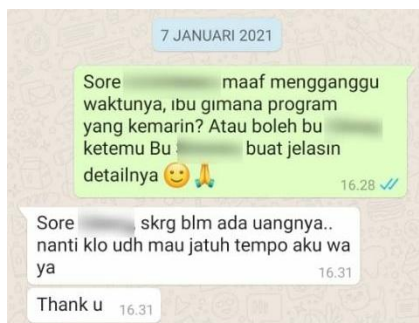 7 JANUARI 2021
Sore maaf mengganggu
waktunya, ibu gimana program
yang kemarin? Atau boleh bu
ketemu Bu buat jelasin
detailnya 🙂🙏
16.28
Sore , skrg blm ada uangnya..
nanti klo udh mau jatuh tempo aku wa
ya
16.31
Thank u 16.31